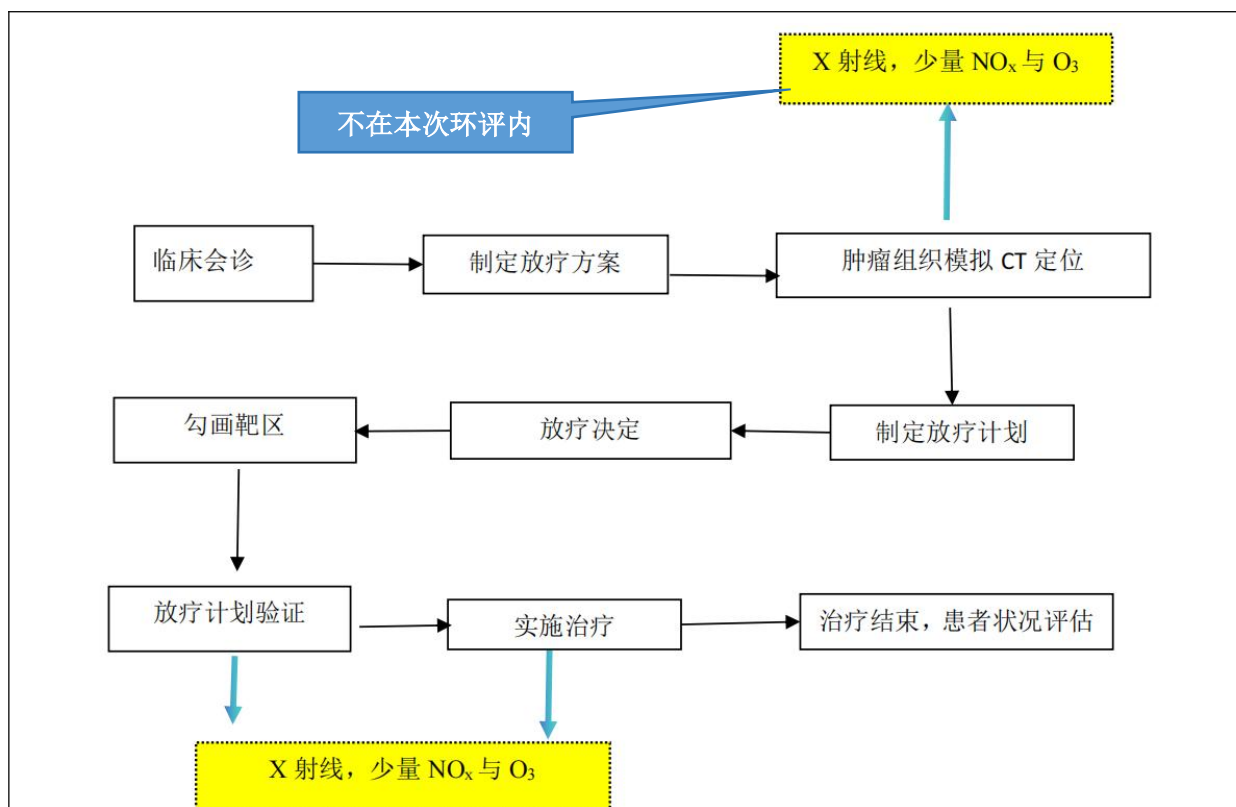 X 射线，少量 NOₓ 与 O₃
不在本次环评内
临床会诊
制定放疗方案
肿瘤组织模拟 CT 定位
勾画靶区
放疗决定
制定放疗计划
放疗计划验证
实施治疗
治疗结束，患者状况评估
X 射线，少量 NOₓ 与 O₃